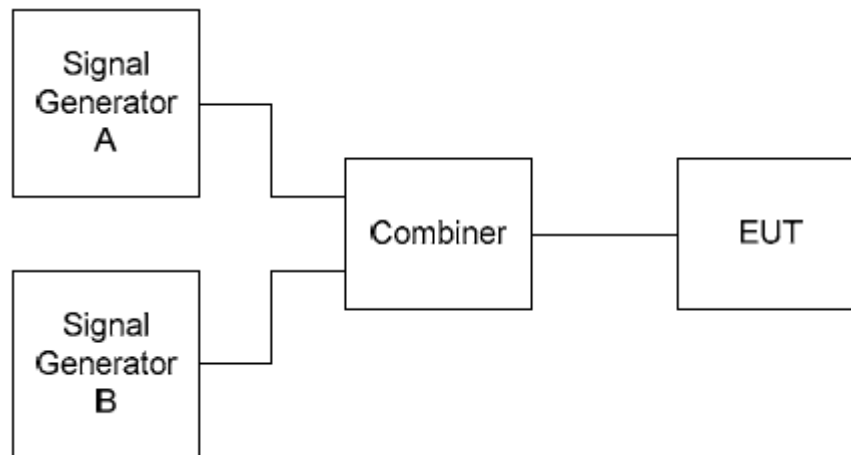 Signal
Generator
A
Combiner
EUT
Signal
Generator
B